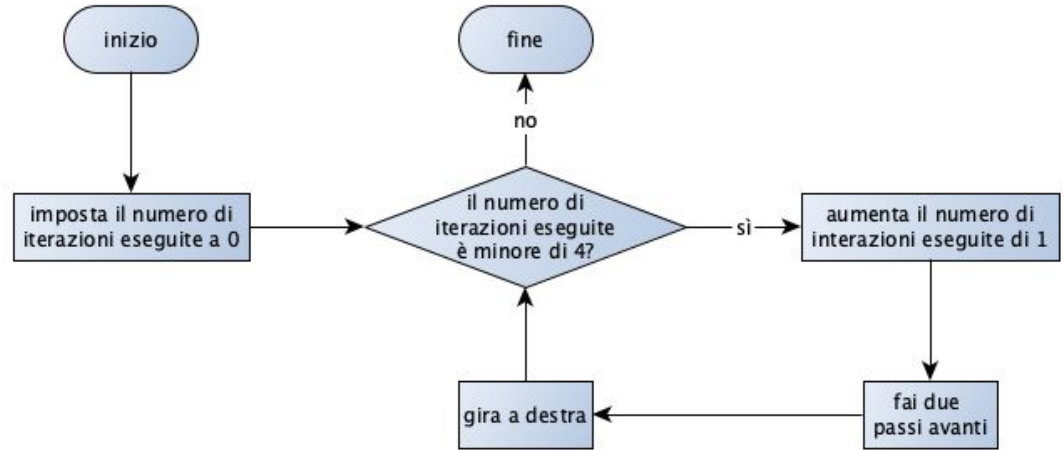 inizio
fine
no
imposta il numero di
iterazioni eseguite a 0
il numero di
iterazioni eseguite
è minore di 4?
sì
aumenta il numero di
interazioni eseguite di 1
gira a destra
fai due
passi avanti